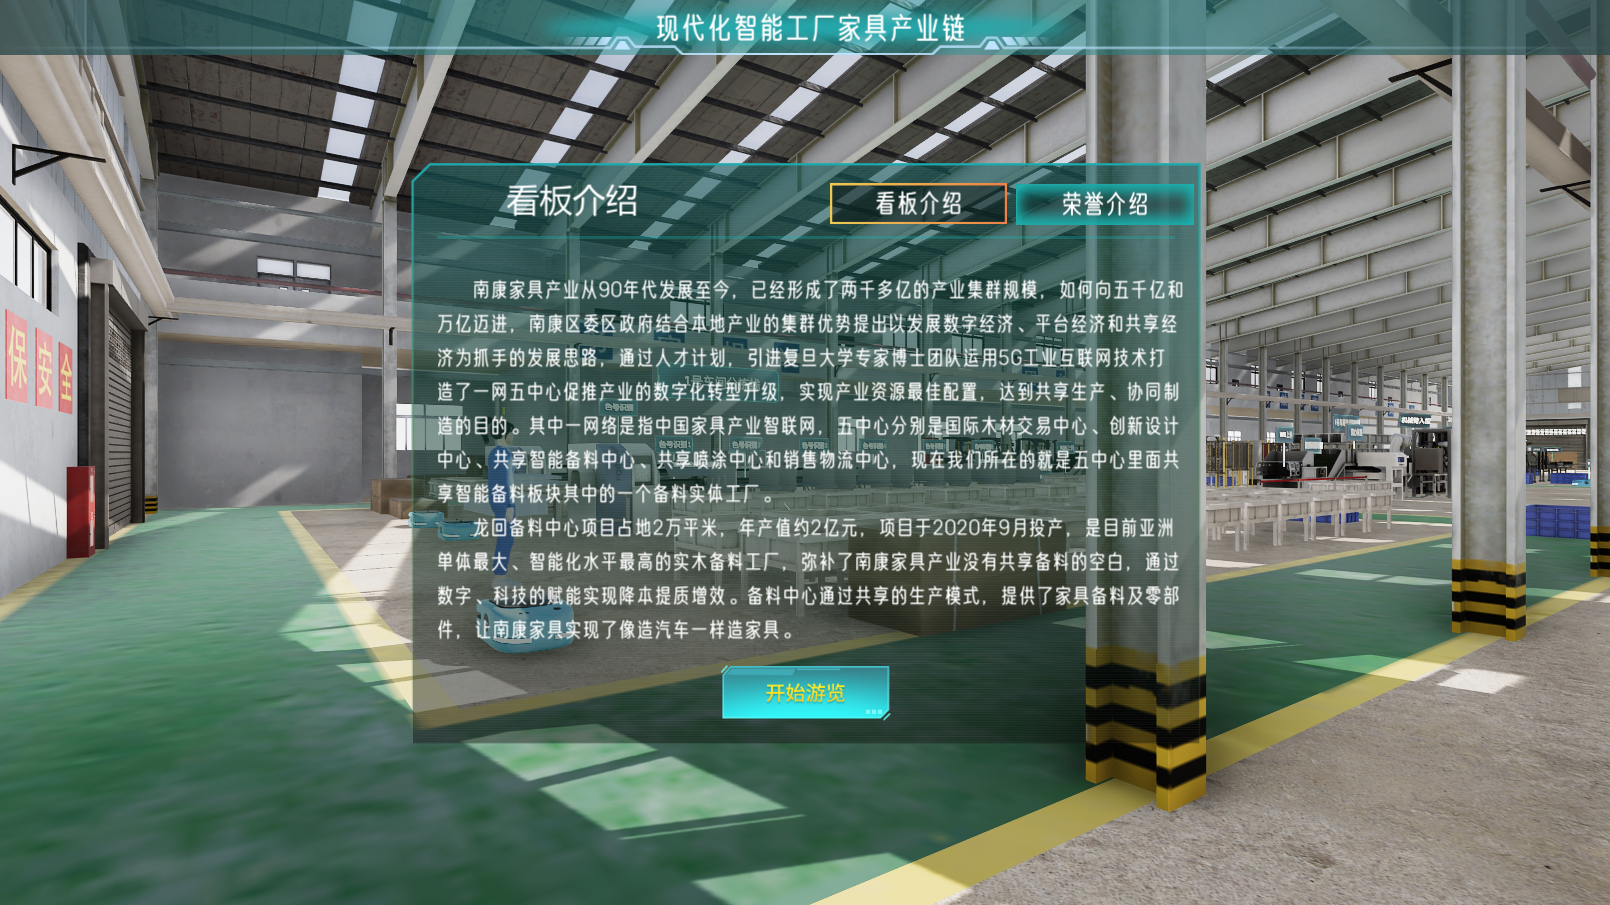 现代化智能工厂家具产业链
看板介绍
看板介绍
荣誉介绍
南康家具产业从90年代发展至今，已经形成了两千多亿的产业集群规模，如何向五千亿和
万亿迈进，南康区委区政府结合本地产业的集群优势提出以发展数字经济、平台经济和共享经
济为抓手的发展思路，通过人才计划，引进复旦大学专家博士团队运用5G工业互联网技术打
造了一网五中心促推产业的数字化转型升级，实现产业资源最佳配置，达到共享生产、协同制
造的目的。其中一网络是指中国家具产业智联网，五中心分别是国际木材交易中心、创新设计
中心、共享智能备料中心、共享喷涂中心和销售物流中心，现在我们所在的就是五中心里面共
享智能备料板块其中的一个备料实体工厂。
龙回备料中心项目占地2万平米，年产值约2亿元，项目于2020年9月投产，是目前亚洲
单体最大、智能化水平最高的实木备料工厂，弥补了南康家具产业没有共享备料的空白，通过
数字、科技的赋能实现降本提质增效。备料中心通过共享的生产模式，提供了家具备料及零部
件，让南康家具实现了像造汽车一样造家具。
开始游览
保安全